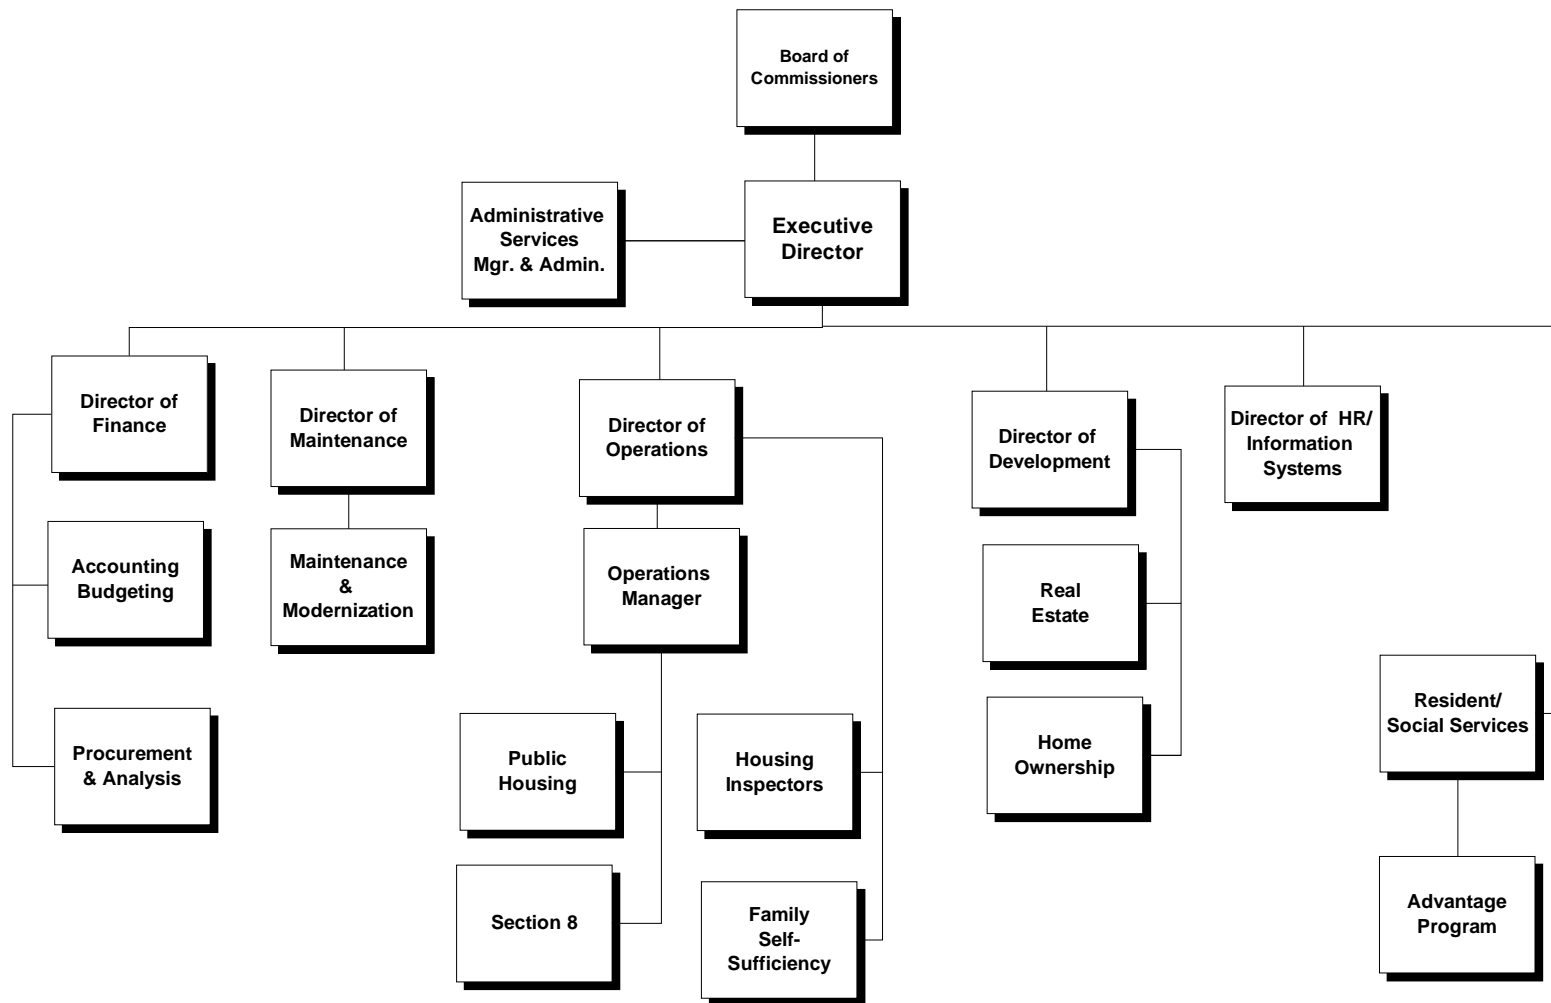 Board of
Commissioners
Administrative
Services
Mgr. & Admin.
Executive
Director
Director of
Finance
Director of
Maintenance
Director of
Operations
Director of
Development
Director of  HR/
Information
Systems
Accounting
Budgeting
Maintenance
&
Modernization
Operations
Manager
Real
Estate
Procurement
& Analysis
Public
Housing
Housing
Inspectors
Home
Ownership
Resident/
Social Services
Section 8
Family
Self-
Sufficiency
Advantage
Program